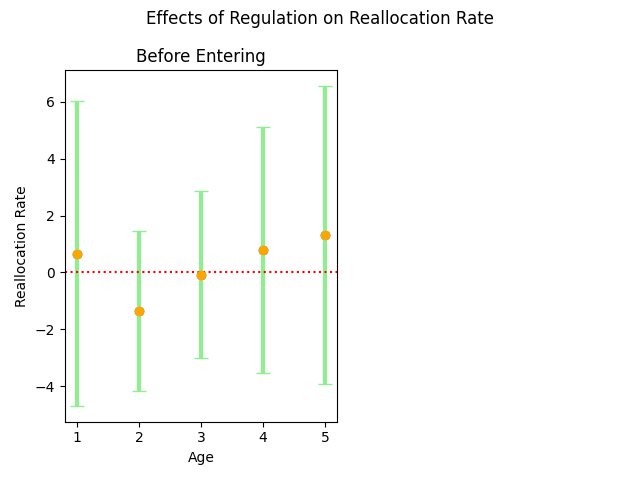 Effects of Regulation on Reallocation Rate
Before Entering
6
4
2
0
−2
−4
Reallocation Rate
1 2 3 4 5
Age